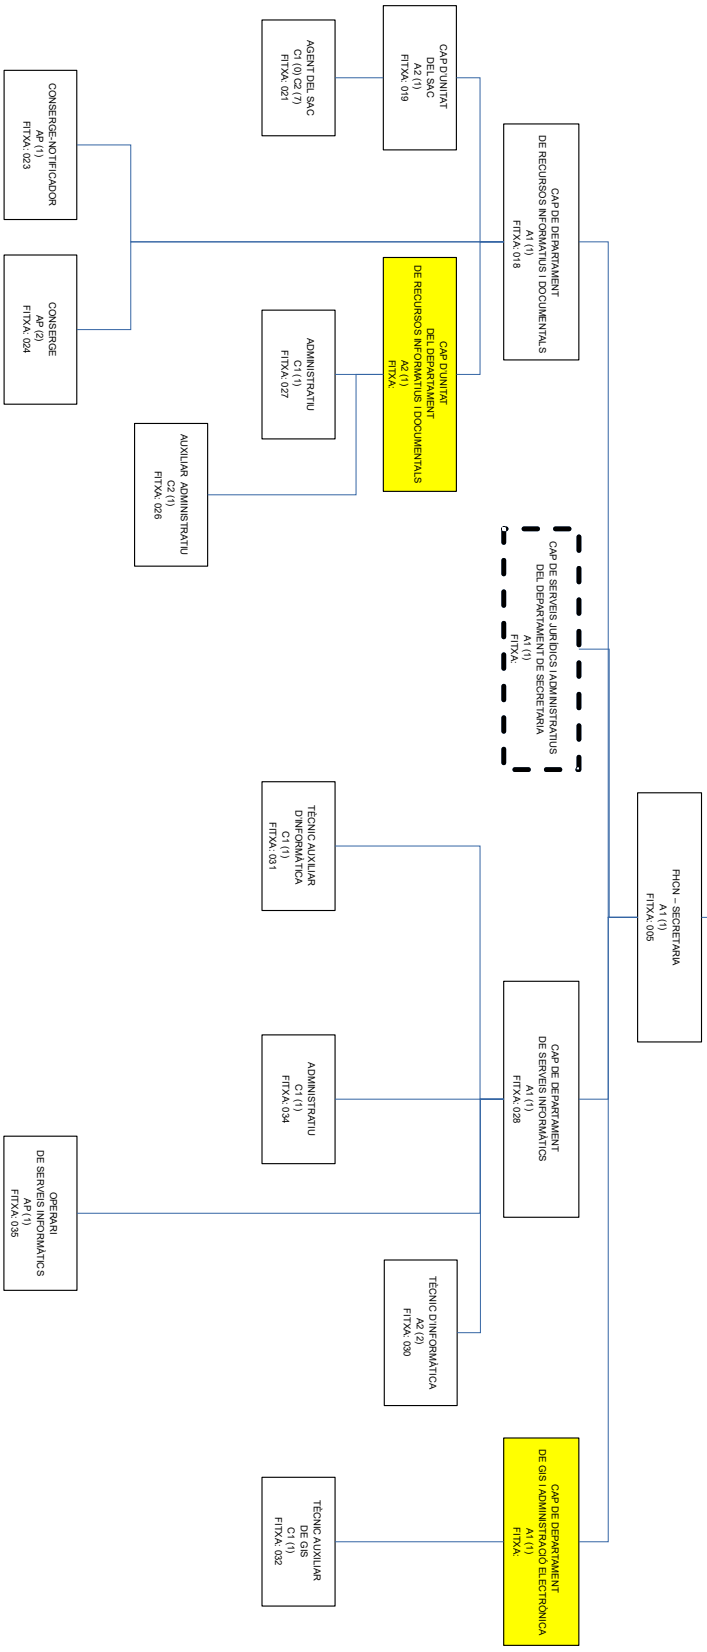 FHCN – SECRETARIA
A1 (1)
FITXA: 005
CAP DE DEPARTAMENT
DE RECURSOS INFORMATIUS I DOCUMENTALS
A1 (1)
FITXA: 018
CAP DE SERVEIS JURÍDICS I ADMINISTRATIUS
DEL DEPARTAMENT DE SECRETARIA
A1 (1)
FITXA:
CAP DE DEPARTAMENT
DE SERVEIS INFORMÀTICS
A1 (1)
FITXA: 028
CAP DE DEPARTAMENT
DE GIS I ADMINISTRACIÓ ELECTRÒNICA
A1 (1)
FITXA:
CAP D'UNITAT
DEL SAC
A2 (1)
FITXA: 019
CAP D'UNITAT
DEL DEPARTAMENT
DE RECURSOS INFORMATIUS I DOCUMENTALS
A2 (1)
FITXA:
TÈCNIC D'INFORMÀTICA
A2 (2)
FITXA: 030
AGENT DEL SAC
C1 (0) C2 (7)
FITXA: 021
ADMINISTRATIU
C1 (1)
FITXA: 027
TÈCNIC AUXILIAR
D'INFORMÀTICA
C1 (1)
FITXA: 031
ADMINISTRATIU
C1 (1)
FITXA: 034
TÈCNIC AUXILIAR
DE GIS
C1 (1)
FITXA: 032
AUXILIAR ADMINISTRATIU
C2 (1)
FITXA: 026
CONSERGE-NOTIFICADOR
AP (1)
FITXA: 023
CONSERGE
AP (2)
FITXA: 024
OPERARI
DE SERVEIS INFORMÀTICS
AP (1)
FITXA: 035